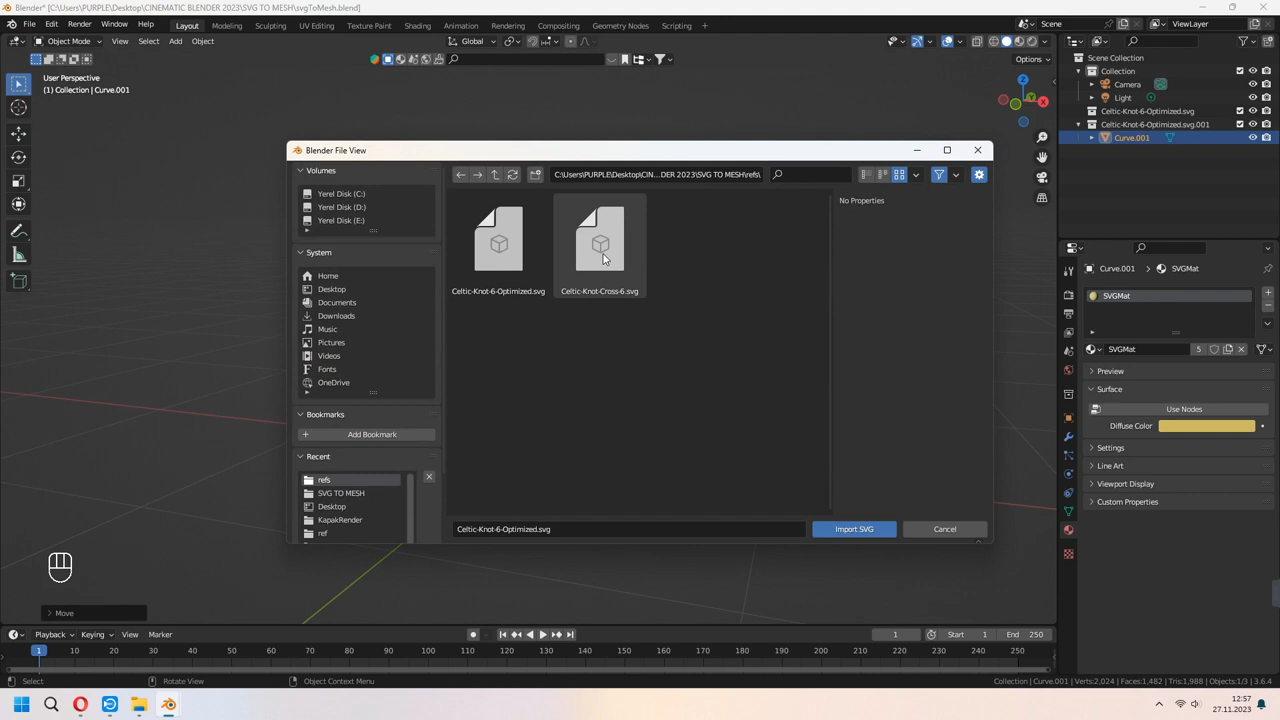 Blender* [C:\Users\PURPLE\Desktop\CINEMATIC BLENDER 2023\SVG TO MESH\svgToMesh.blend]
File Edit Render Window Help Layout Modeling Sculpting UV Editing Texture Paint Shading Animation Rendering Compositing Geometry Nodes Scripting + Scene ViewLayer
Object Mode View Select Add Object Global
Options
User Perspective
(1) Collection | Curve.001
Z
Y
X
Scene Collection
Collection
Camera
Light
Celtic-Knot-6-Optimized.svg
Celtic-Knot-6-Optimized.svg.001
Curve.001
Blender File View
Volumes
Yerel Disk (C:)
Yerel Disk (D:)
Yerel Disk (E:)
System
Home
Desktop
Documents
Downloads
Music
Pictures
Videos
Fonts
OneDrive
Bookmarks
Add Bookmark
Recent
refs
SVG TO MESH
Desktop
KapakRender
ref
C:\Users\PURPLE\Desktop\CIN...DER 2023\SVG TO MESH\refs\
Celtic-Knot-6-Optimized.svg Celtic-Knot-Cross-6.svg
No Properties
Celtic-Knot-6-Optimized.svg Import SVG Cancel
Curve.001 SVGMat
SVGMat
SVGMat 5
Preview
Surface
Use Nodes
Diffuse Color
Settings
Line Art
Viewport Display
Custom Properties
Move
Playback Keying View Marker 1 Start 1 End 250
1 10 20 30 40 50 60 70 80 90 100 110 120 130 140 150 160 170 180 190 200 210 220 230 240 250
Select Rotate View Object Context Menu Collection | Curve.001 | Verts:2,024 | Faces:1,482 | Tris:1,988 | Objects:1/3 | 3.6.4
12:57
27.11.2023